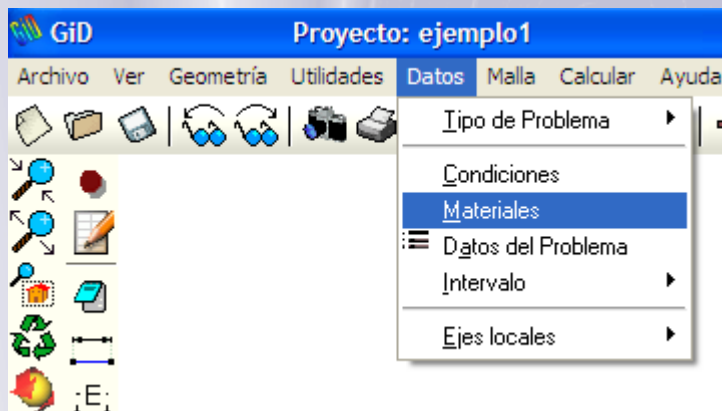 GiD Proyecto: ejemplo1
Archivo Ver Geometría Utilidades Datos Malla Calcular Ayuda
Tipo de Problema
Condiciones
Materiales
Datos del Problema
Intervalo
Ejes locales
:E: